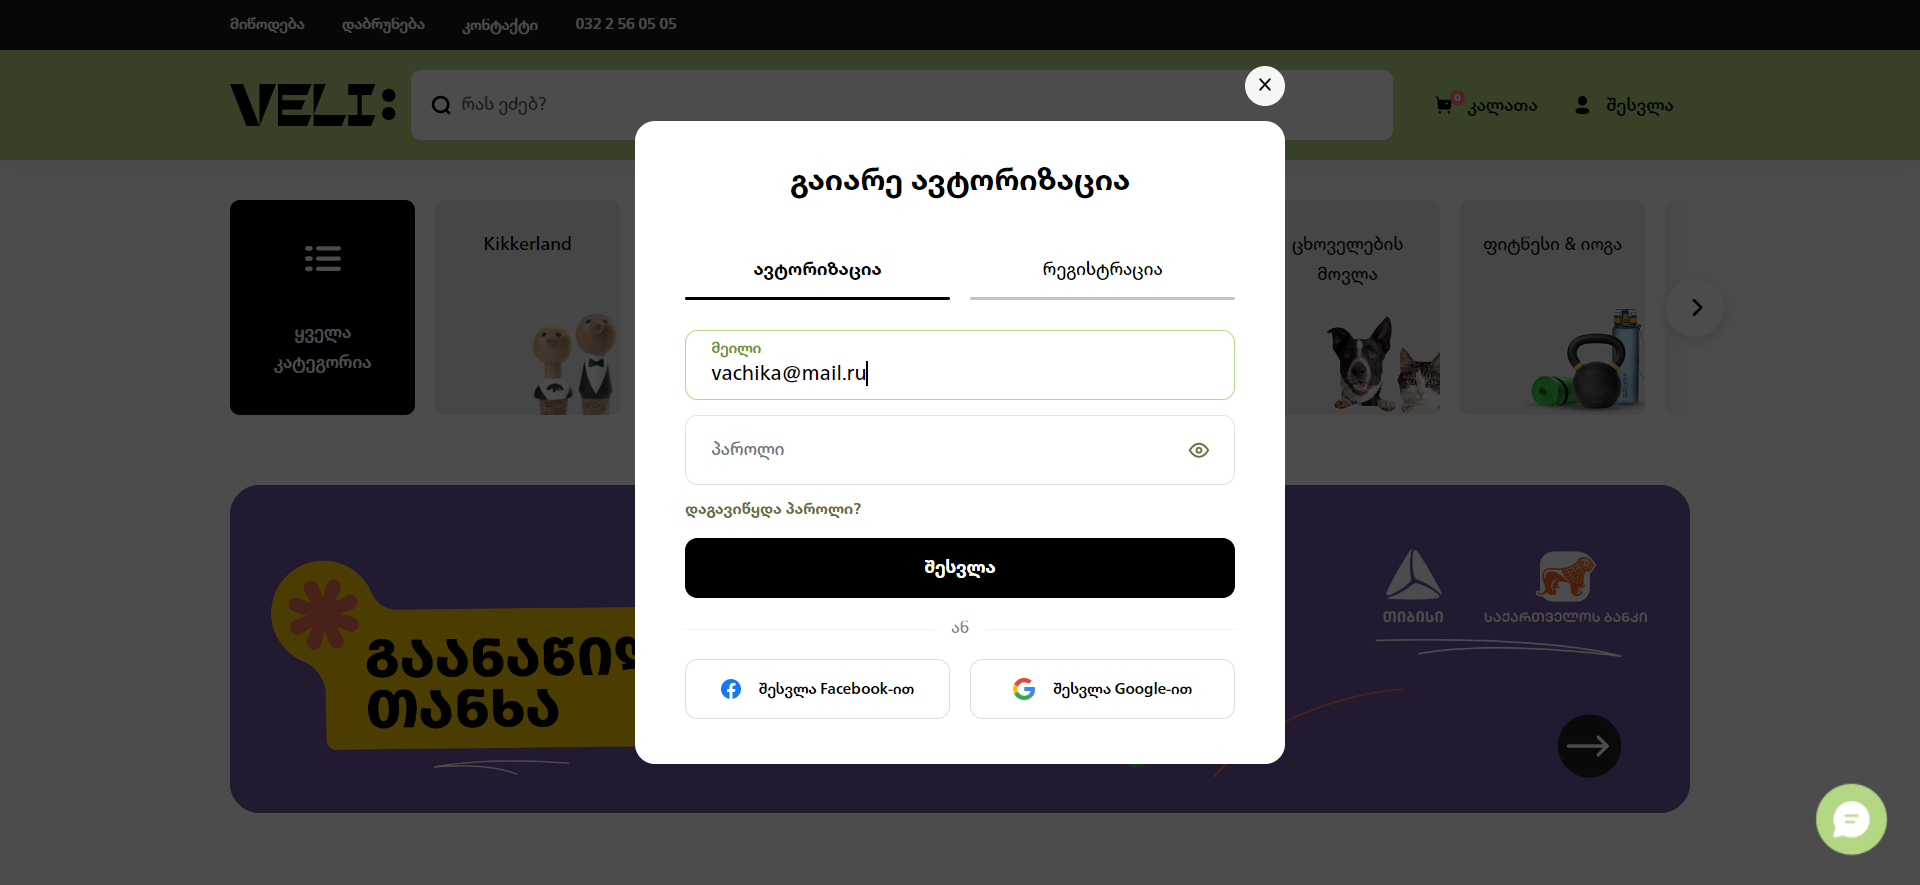 მიწოდება დაბრუნება კონტაქტი 032 2 56 05 05
VELI:
რას ეძებ?
0 კალათა
შესვლა
ყველა
კატეგორია
Kikkerland
ცხოველების
მოვლა
ფიტნესი & იოგა
გაიარე ავტორიზაცია
ავტორიზაცია რეგისტრაცია
მეილი
vachika@mail.ru
პაროლი
დაგავიწყდა პაროლი?
შესვლა
ან
შესვლა Facebook-ით
შესვლა Google-ით
თანხა
თიბისი
საქართველოს ბანკი